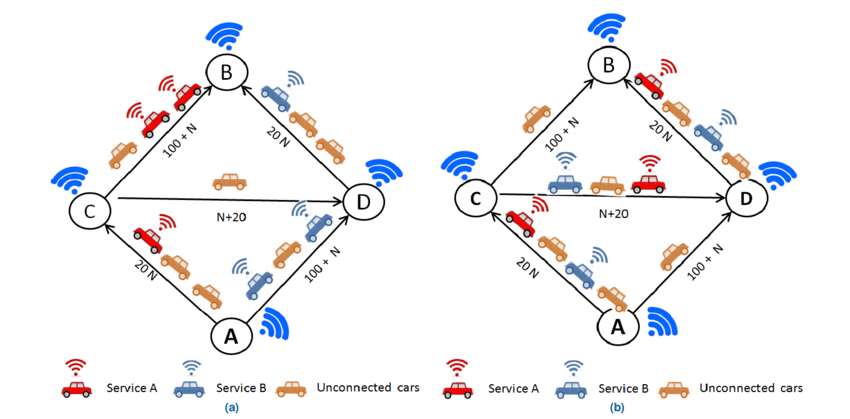 B
100 + N
20 N
C
D
N+20
20 N
100 + N
A
Service A
Service B
Unconnected cars
(a)
B
100 + N
20 N
C
D
N+20
20 N
100 + N
A
Service A
Service B
Unconnected cars
(b)